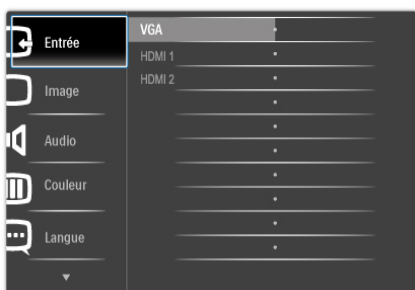 Entrée
Image
Audio
Couleur
Langue
VGA
HDMI 1
HDMI 2